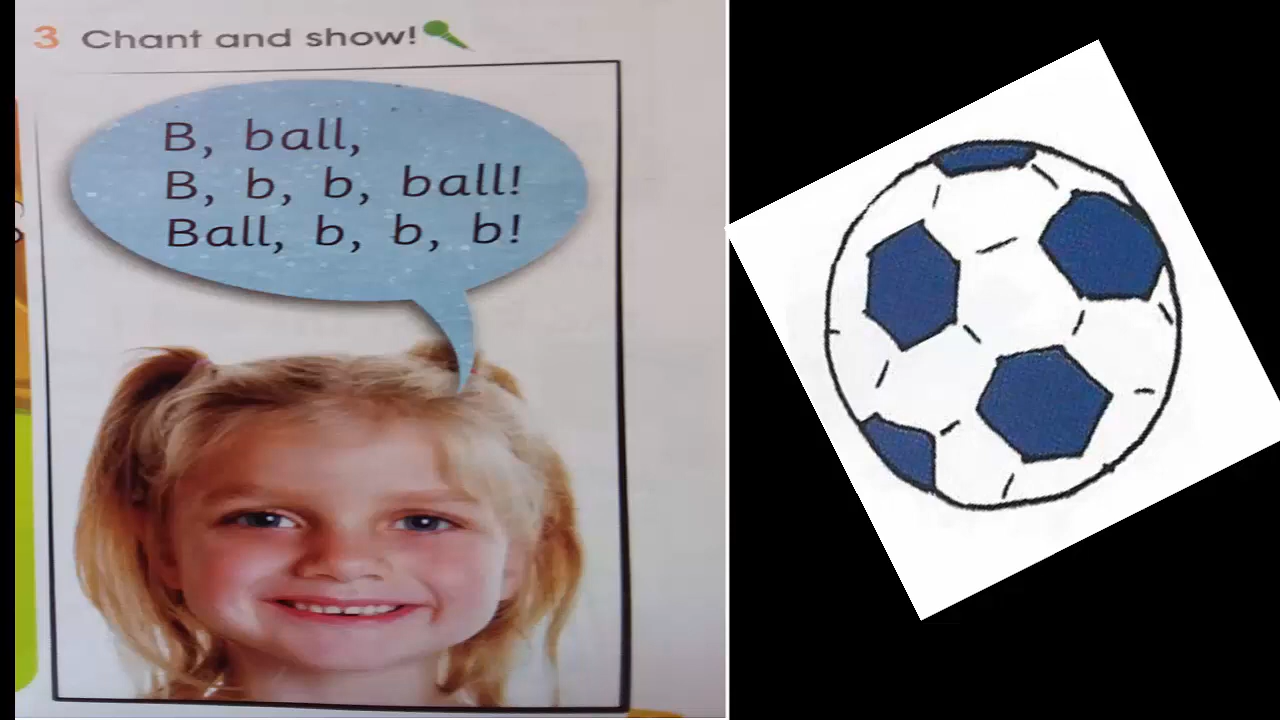 3 Chant and show!
B, ball,
B, b, b, ball!
Ball, b, b, b!